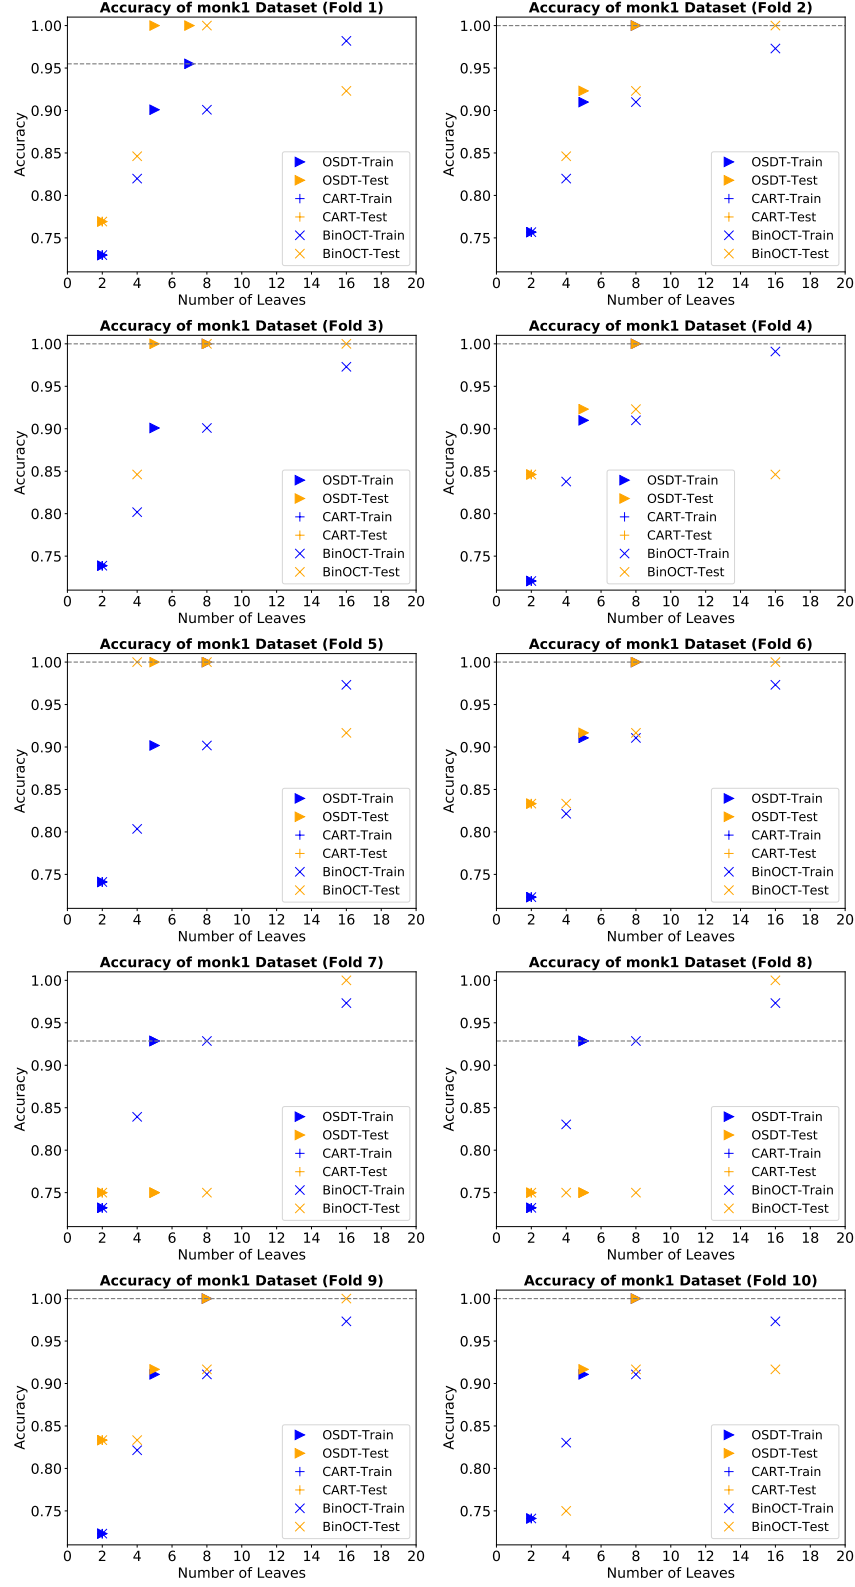 Accuracy of monk1 Dataset (Fold 1)
1.00
0.95
0.90
0.85
0.80
0.75
Accuracy
OSDT-Train
OSDT-Test
CART-Train
CART-Test
BinOCT-Train
BinOCT-Test
0 2 4 6 8 10 12 14 16 18 20
Number of Leaves
Accuracy of monk1 Dataset (Fold 2)
1.00
0.95
0.90
0.85
0.80
0.75
Accuracy
OSDT-Train
OSDT-Test
CART-Train
CART-Test
BinOCT-Train
BinOCT-Test
0 2 4 6 8 10 12 14 16 18 20
Number of Leaves
Accuracy of monk1 Dataset (Fold 3)
1.00
0.95
0.90
0.85
0.80
0.75
Accuracy
OSDT-Train
OSDT-Test
CART-Train
CART-Test
BinOCT-Train
BinOCT-Test
0 2 4 6 8 10 12 14 16 18 20
Number of Leaves
Accuracy of monk1 Dataset (Fold 4)
1.00
0.95
0.90
0.85
0.80
0.75
Accuracy
OSDT-Train
OSDT-Test
CART-Train
CART-Test
BinOCT-Train
BinOCT-Test
0 2 4 6 8 10 12 14 16 18 20
Number of Leaves
Accuracy of monk1 Dataset (Fold 5)
1.00
0.95
0.90
0.85
0.80
0.75
Accuracy
OSDT-Train
OSDT-Test
CART-Train
CART-Test
BinOCT-Train
BinOCT-Test
0 2 4 6 8 10 12 14 16 18 20
Number of Leaves
Accuracy of monk1 Dataset (Fold 6)
1.00
0.95
0.90
0.85
0.80
0.75
Accuracy
OSDT-Train
OSDT-Test
CART-Train
CART-Test
BinOCT-Train
BinOCT-Test
0 2 4 6 8 10 12 14 16 18 20
Number of Leaves
Accuracy of monk1 Dataset (Fold 7)
1.00
0.95
0.90
0.85
0.80
0.75
Accuracy
OSDT-Train
OSDT-Test
CART-Train
CART-Test
BinOCT-Train
BinOCT-Test
0 2 4 6 8 10 12 14 16 18 20
Number of Leaves
Accuracy of monk1 Dataset (Fold 8)
1.00
0.95
0.90
0.85
0.80
0.75
Accuracy
OSDT-Train
OSDT-Test
CART-Train
CART-Test
BinOCT-Train
BinOCT-Test
0 2 4 6 8 10 12 14 16 18 20
Number of Leaves
Accuracy of monk1 Dataset (Fold 9)
1.00
0.95
0.90
0.85
0.80
0.75
Accuracy
OSDT-Train
OSDT-Test
CART-Train
CART-Test
BinOCT-Train
BinOCT-Test
0 2 4 6 8 10 12 14 16 18 20
Number of Leaves
Accuracy of monk1 Dataset (Fold 10)
1.00
0.95
0.90
0.85
0.80
0.75
Accuracy
OSDT-Train
OSDT-Test
CART-Train
CART-Test
BinOCT-Train
BinOCT-Test
0 2 4 6 8 10 12 14 16 18 20
Number of Leaves